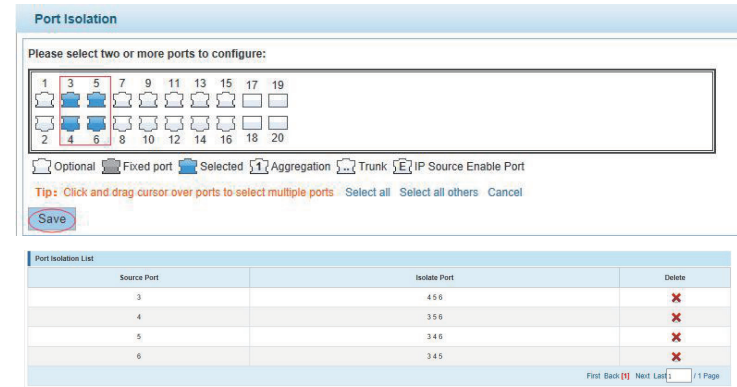 Port Isolation
Please select two or more ports to configure:
1 3 5 7 9 11 13 15 17 19
2 4 6 8 10 12 14 16 18 20
Optional Fixed port Selected 1 Aggregation ... Trunk E IP Source Enable Port
Tip: Click and drag cursor over ports to select multiple ports Select all Select all others Cancel
Save
Port Isolation List
Source Port Isolate Port Delete
3 4 5 6
4 3 5 6
5 3 4 6
6 3 4 5
First Back [1] Next Last 1 / 1 Page